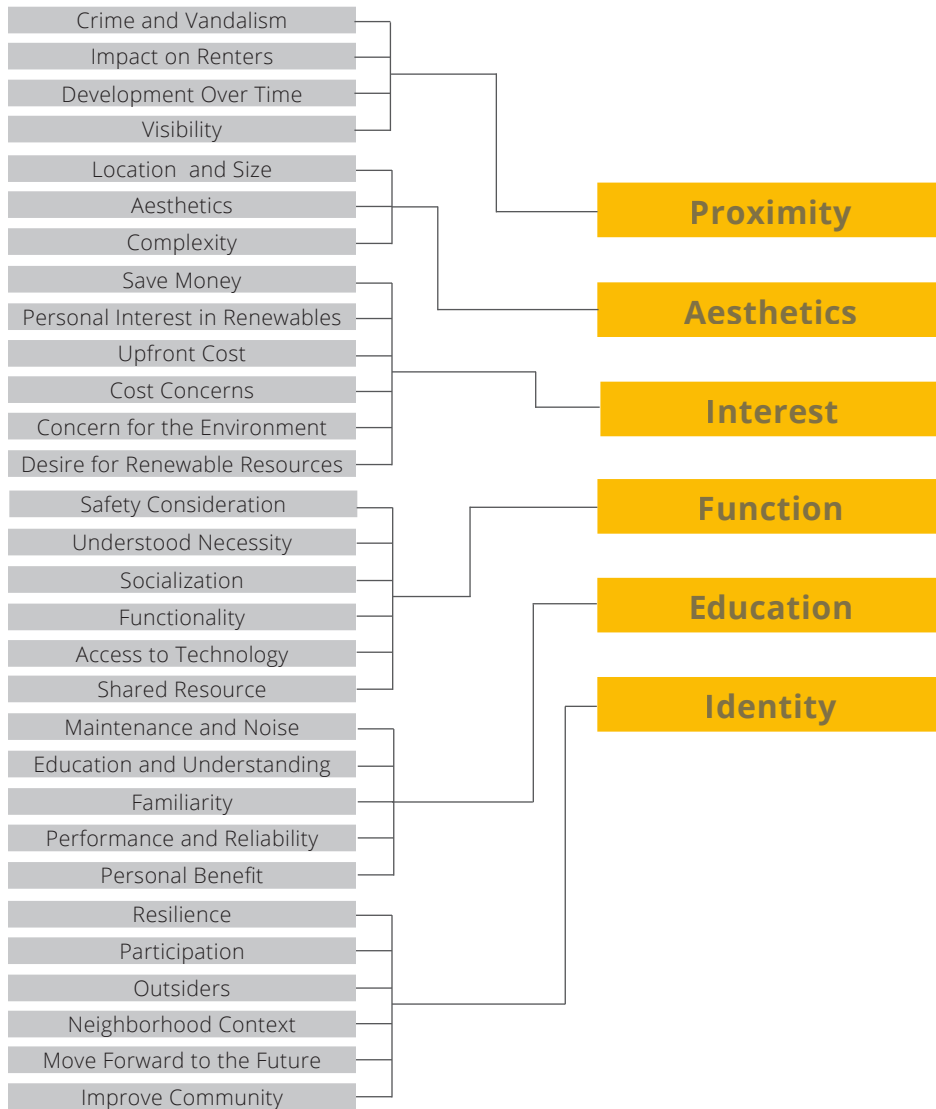 Crime and Vandalism
Impact on Renters
Development Over Time
Visibility
Location and Size
Aesthetics
Complexity
Save Money
Personal Interest in Renewables
Upfront Cost
Cost Concerns
Concern for the Environment
Desire for Renewable Resources
Safety Consideration
Understood Necessity
Socialization
Functionality
Access to Technology
Shared Resource
Maintenance and Noise
Education and Understanding
Familiarity
Performance and Reliability
Personal Benefit
Resilience
Participation
Outsiders
Neighborhood Context
Move Forward to the Future
Improve Community
Proximity
Aesthetics
Interest
Function
Education
Identity